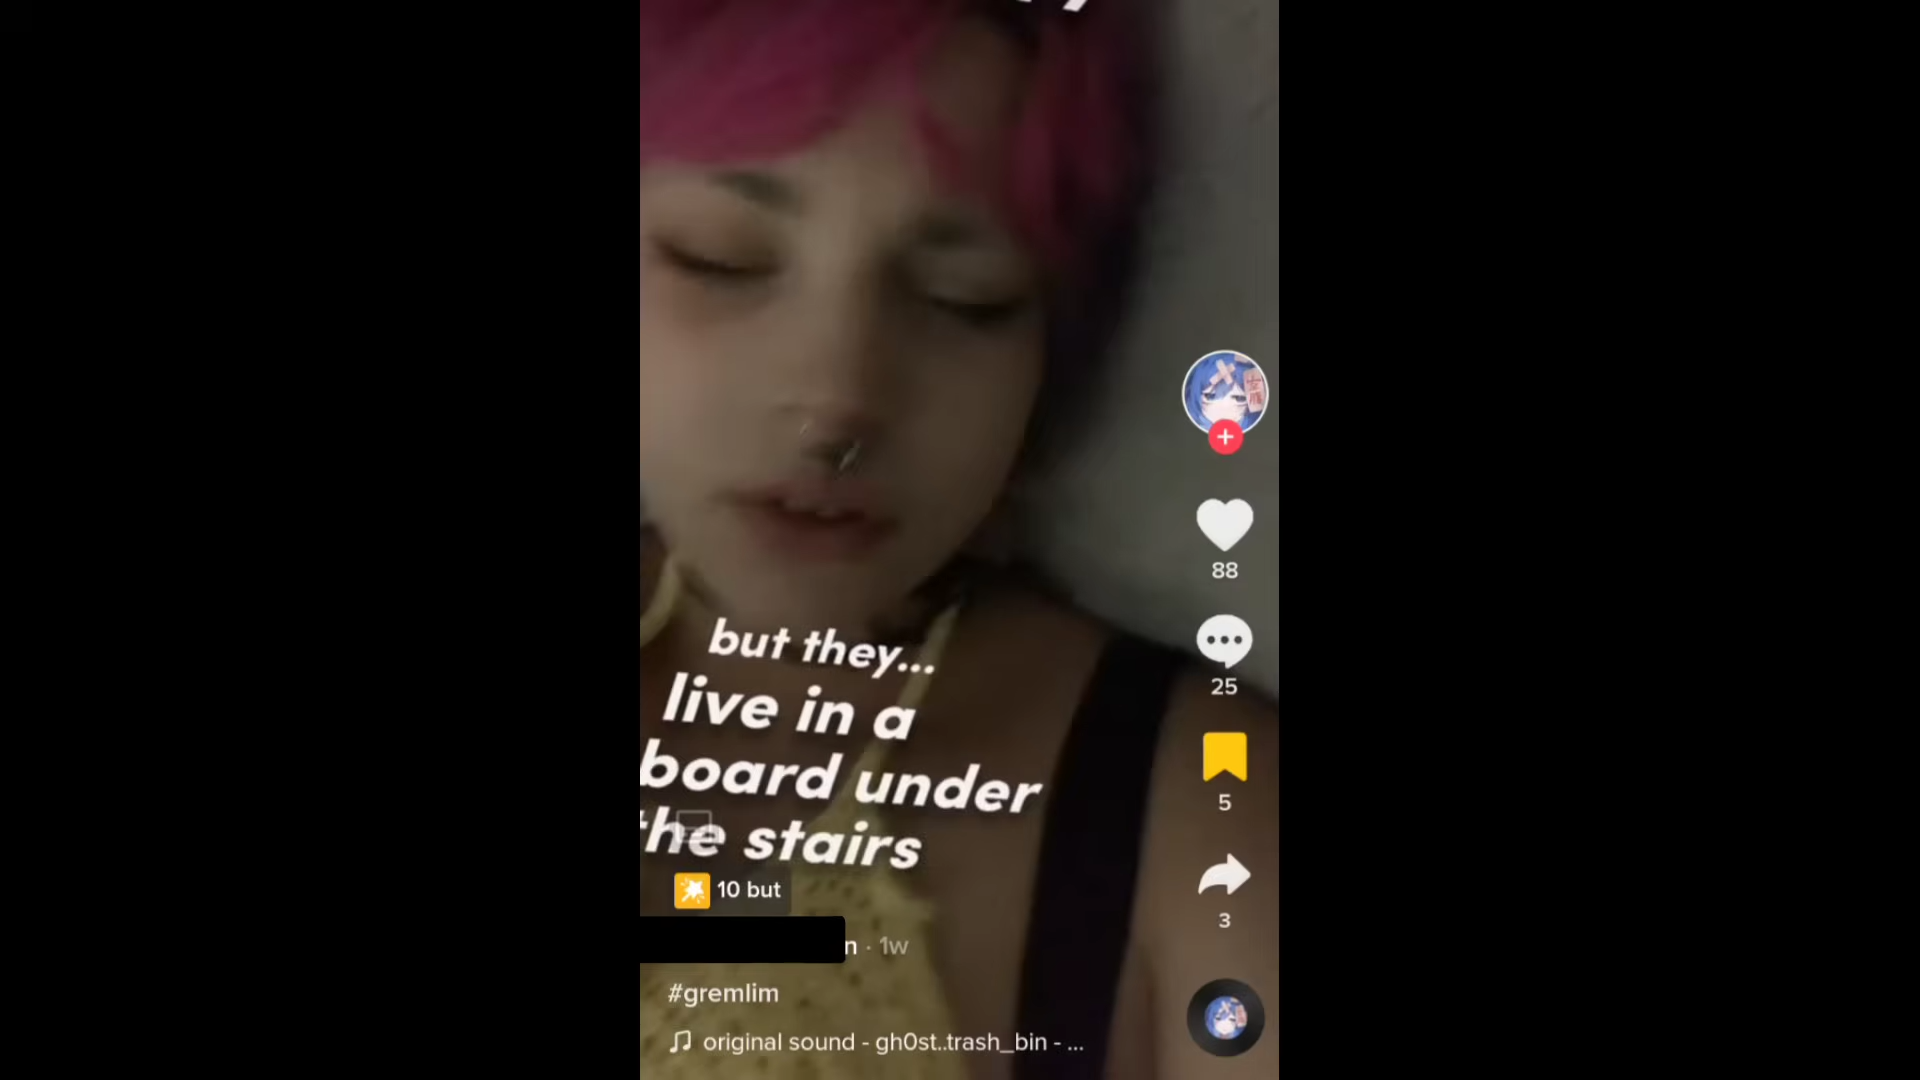 but they...
live in a
board under
the stairs
10 but
n · 1w
#gremlim
original sound - gh0st..trash_bin - ...
88
25
5
3